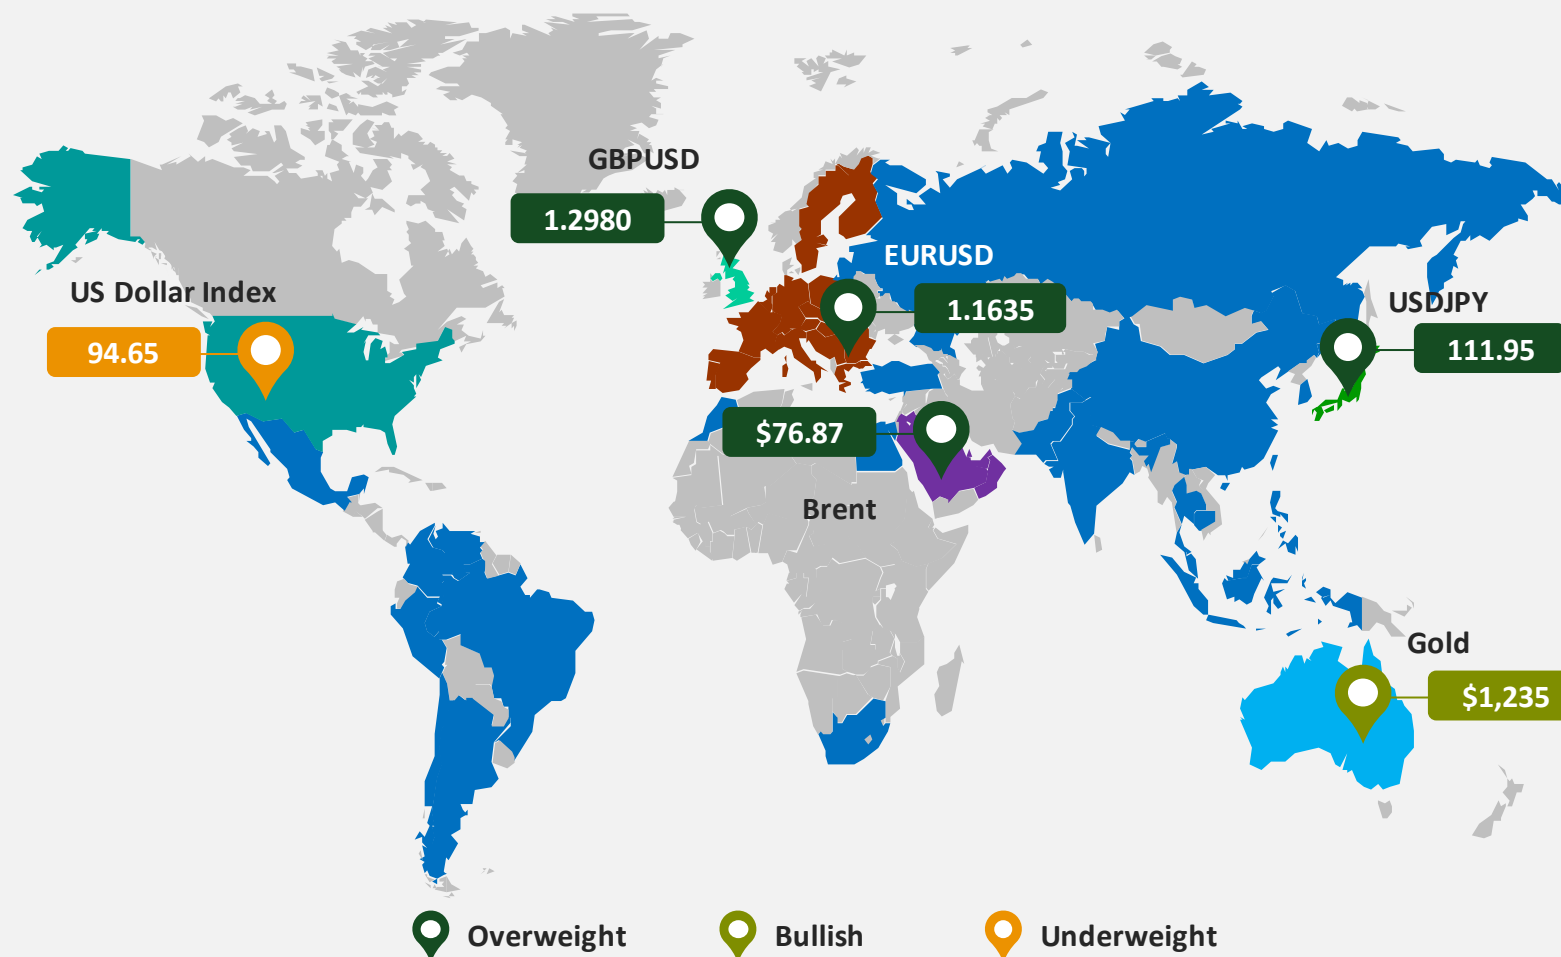 GBPUSD
1.2980
EURUSD
1.1635
US Dollar Index
94.65
USDJPY
111.95
$76.87
Brent
Gold
$1,235
Overweight
Bullish
Underweight